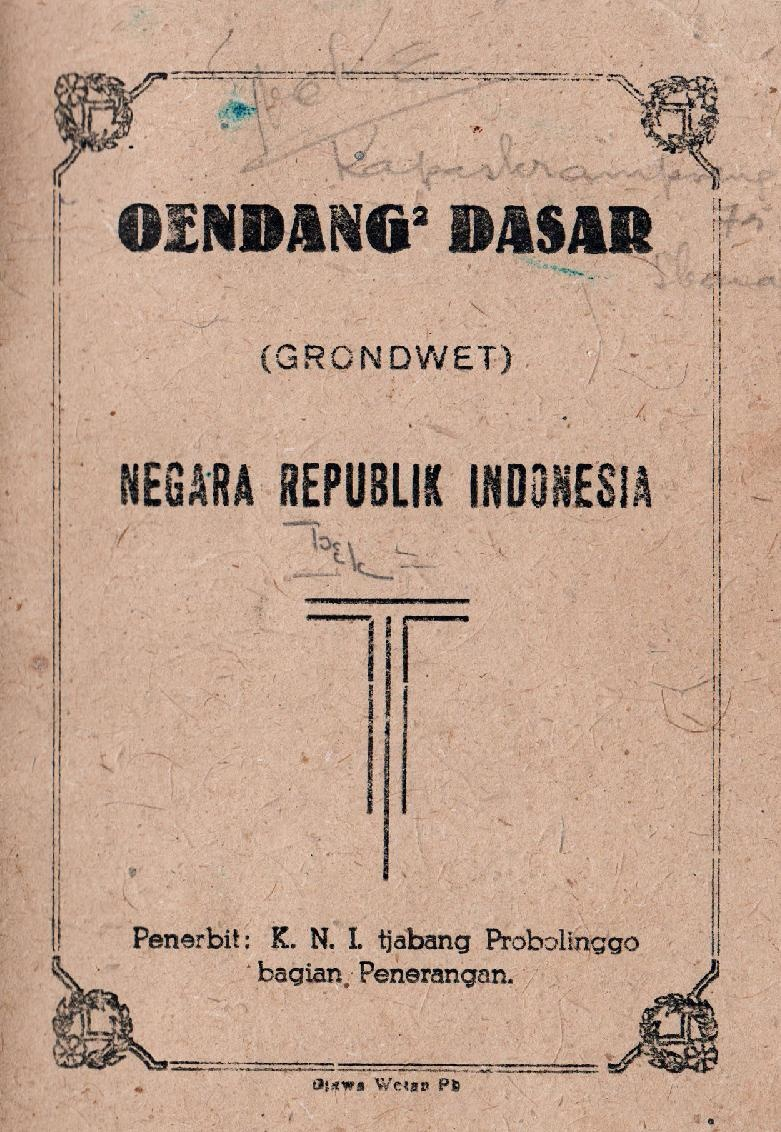 OENDANG² DASAR
(GRONDWET)
NEGARA REPUBLIK INDONESIA
Penerbit: K. N. I. tjabang Probolinggo
bagian Penerangan.
Djawa Wetan Pb